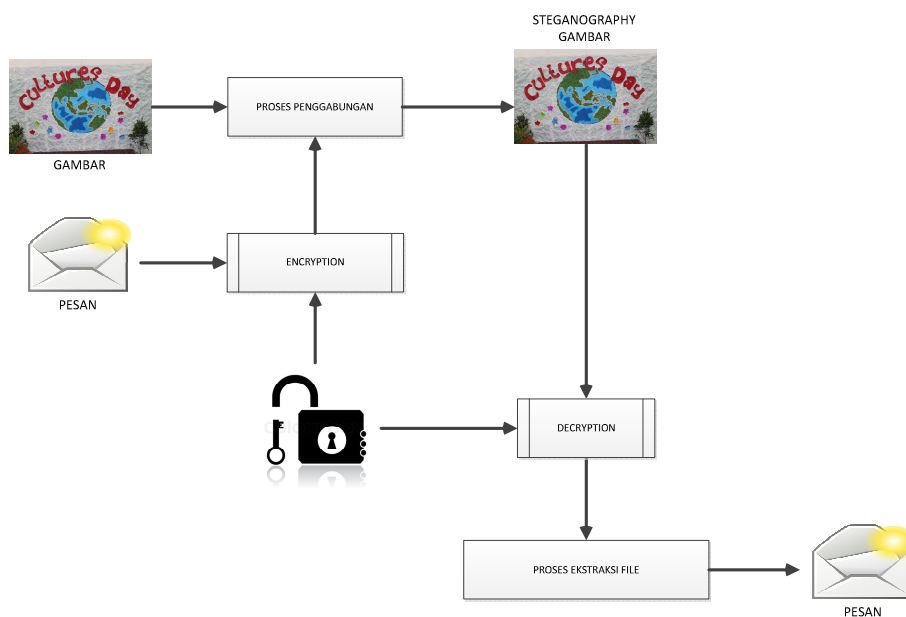 STEGANOGRAPHY
GAMBAR
Cultures Day
Cultures Day
PROSES PENGGABUNGAN
GAMBAR
ENCRYPTION
PESAN
DECRYPTION
PROSES EKSTRAKSI FILE
PESAN